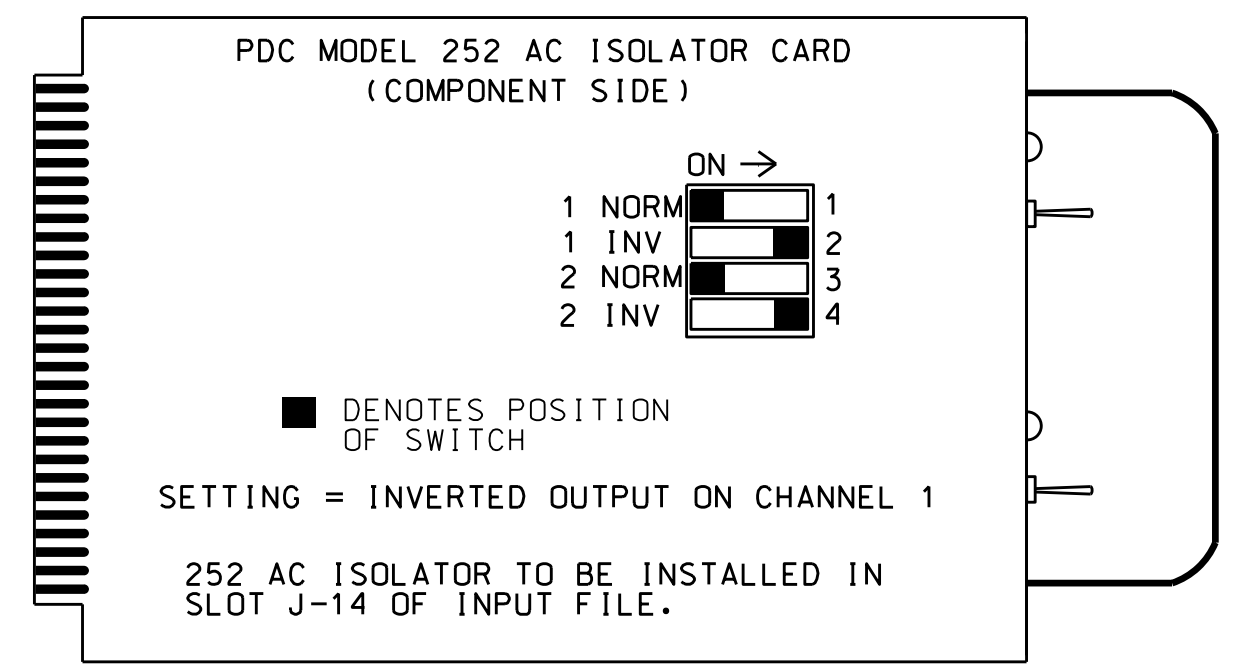 PDC MODEL 252 AC ISOLATOR CARD
(COMPONENT SIDE)
ON →
1 NORM 1
1 INV 2
2 NORM 3
2 INV 4
DENOTES POSITION
OF SWITCH
SETTING = INVERTED OUTPUT ON CHANNEL 1
252 AC ISOLATOR TO BE INSTALLED IN
SLOT J-14 OF INPUT FILE.